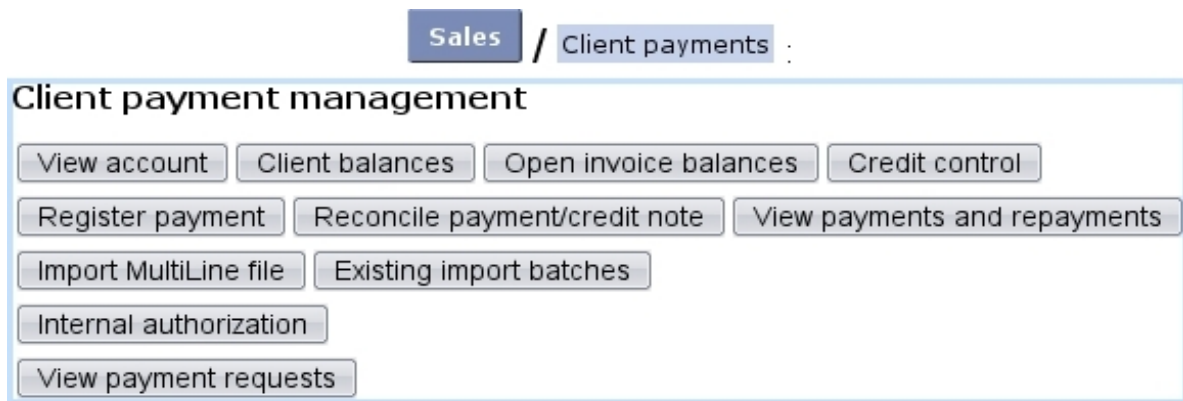 Sales / Client payments :
Client payment management
View account Client balances Open invoice balances Credit control
Register payment Reconcile payment/credit note View payments and repayments
Import MultiLine file Existing import batches
Internal authorization
View payment requests